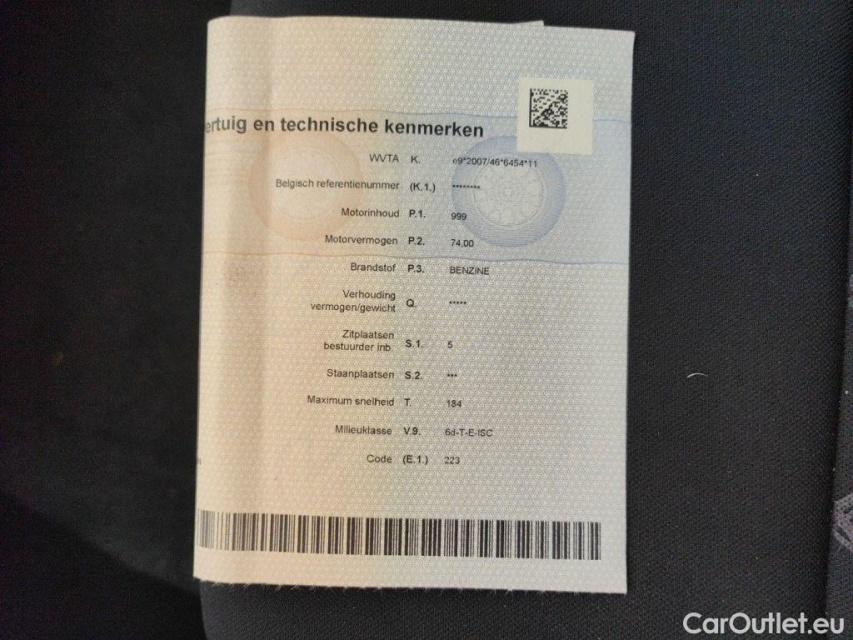 ertuig en technische kenmerken
WVTA K. e9*2007/46*6454*11
Belgisch referentienummer (K.1.) ********
Motorinhoud P.1. 999
Motorvermogen P.2. 74,00
Brandstof P.3. BENZINE
Verhouding
vermogen/gewicht Q. *****
Zitplaatsen
bestuurder inb. S.1. 5
Staanplaatsen S.2. ***
Maximum snelheid T. 184
Milieuklasse V.9. 6d-T-E-ISC
Code (E.1.) 223
CarOutlet.eu